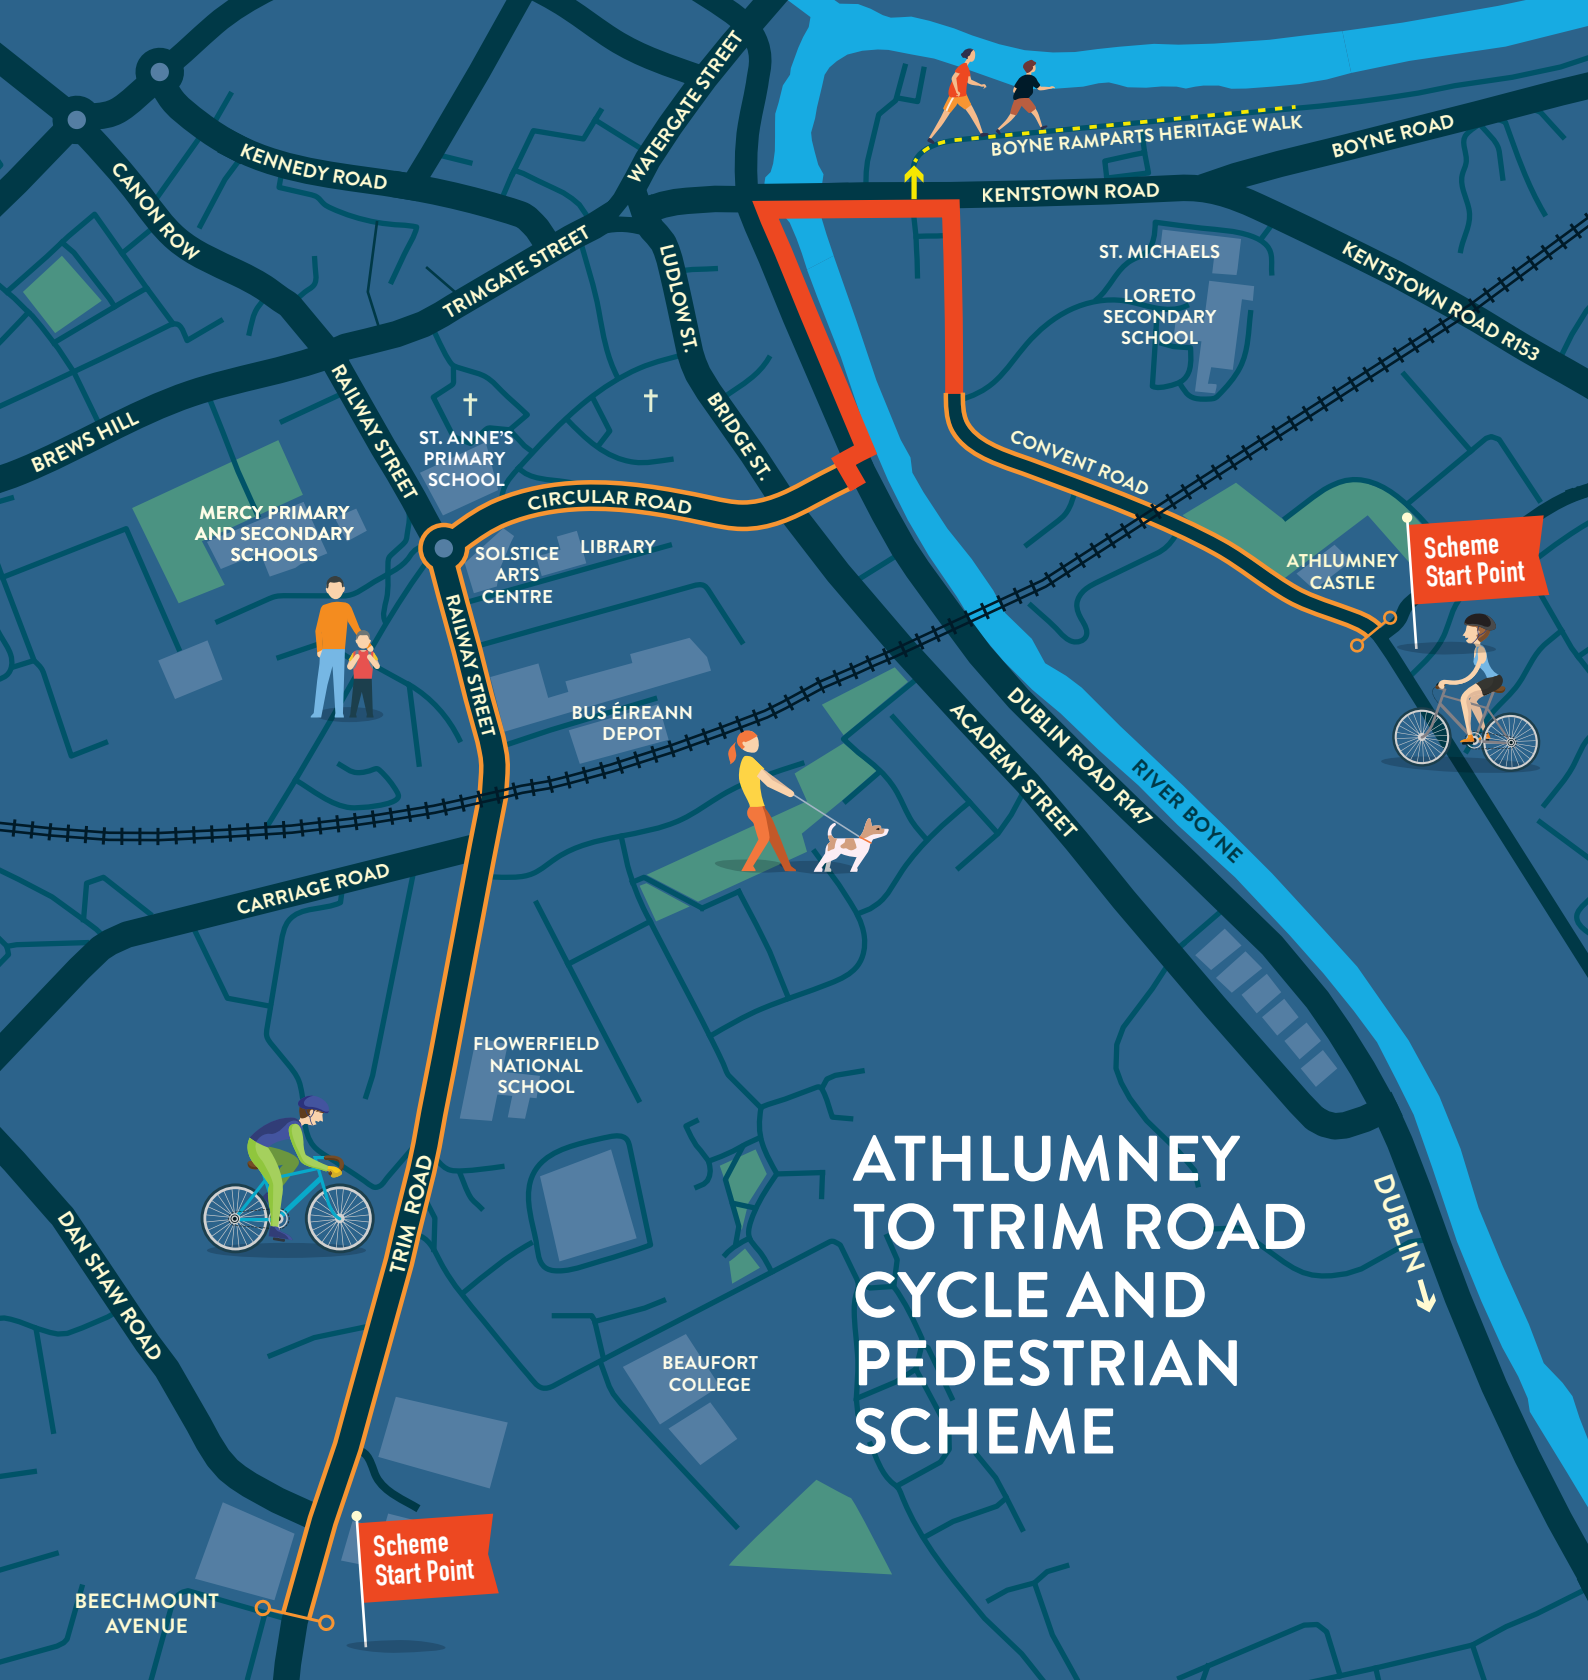 WATERGATE STREET
BOYNE RAMPARTS HERITAGE WALK
BOYNE ROAD
KENNEDY ROAD
CANON ROW
KENTSTOWN ROAD
TRIMGATE STREET
LUDLOW ST.
ST. MICHAELS
LORETO
SECONDARY
SCHOOL
KENTSTOWN ROAD R153
RAILWAY STREET
BREWS HILL
BRIDGE ST.
ST. ANNE'S
PRIMARY
SCHOOL
CONVENT ROAD
CIRCULAR ROAD
MERCY PRIMARY
AND SECONDARY
SCHOOLS
SOLSTICE
ARTS
CENTRE
LIBRARY
ATHLUMNEY
CASTLE
Scheme
Start Point
RAILWAY STREET
BUS ÉIREANN
DEPOT
ACADEMY STREET
DUBLIN ROAD R147
RIVER BOYNE
CARRIAGE ROAD
FLOWERFIELD
NATIONAL
SCHOOL
ATHLUMNEY
TO TRIM ROAD
CYCLE AND
PEDESTRIAN
SCHEME
DUBLIN
TRIM ROAD
DAN SHAW ROAD
BEAUFORT
COLLEGE
Scheme
Start Point
BEECHMOUNT
AVENUE